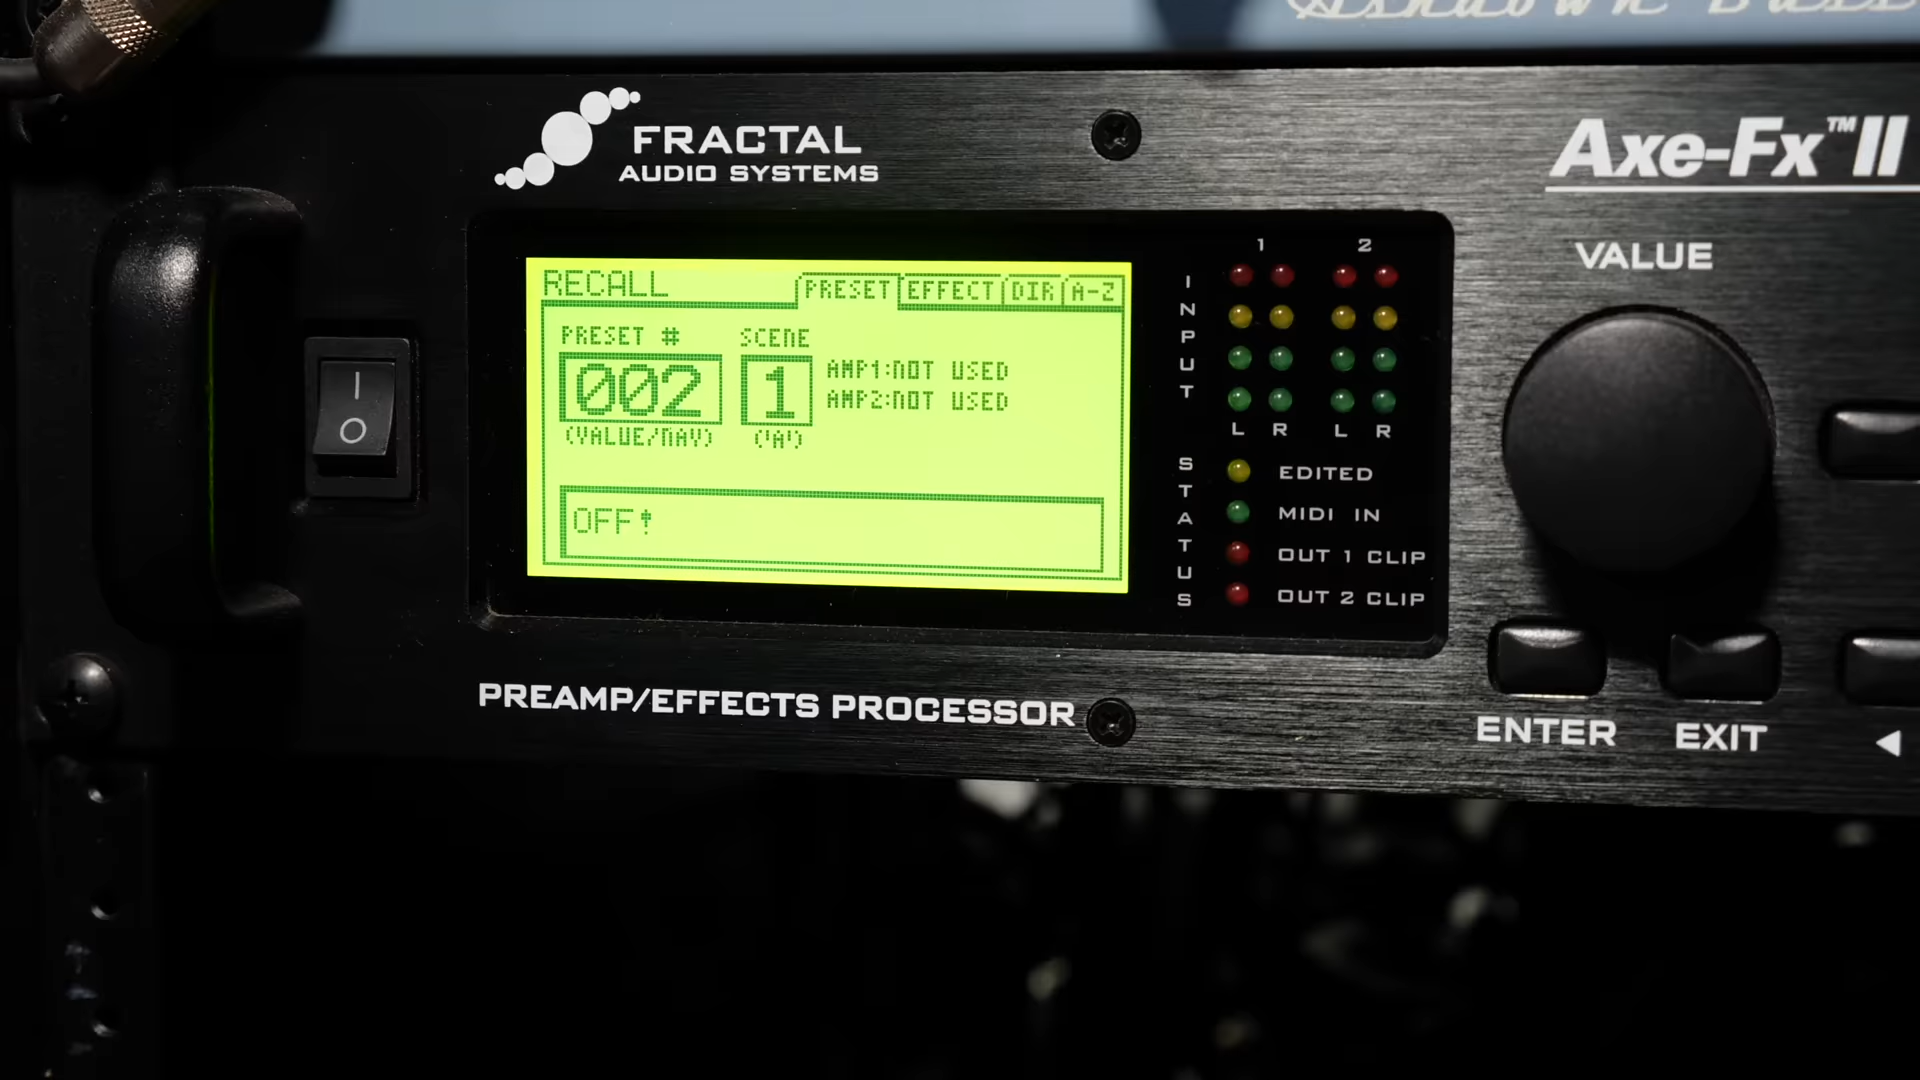 Ashdown Bass
FRACTAL
AUDIO SYSTEMS
Axe-Fx™II
VALUE
RECALL
PRESET EFFECT DIR A-Z
PRESET # SCENE
002 1
AMP1:NOT USED
AMP2:NOT USED
(VALUE/NAV) ('A')
OFF!
1 2
INPUT
L R L R
STATUS
EDITED
MIDI IN
OUT 1 CLIP
OUT 2 CLIP
I
O
PREAMP/EFFECTS PROCESSOR
ENTER EXIT